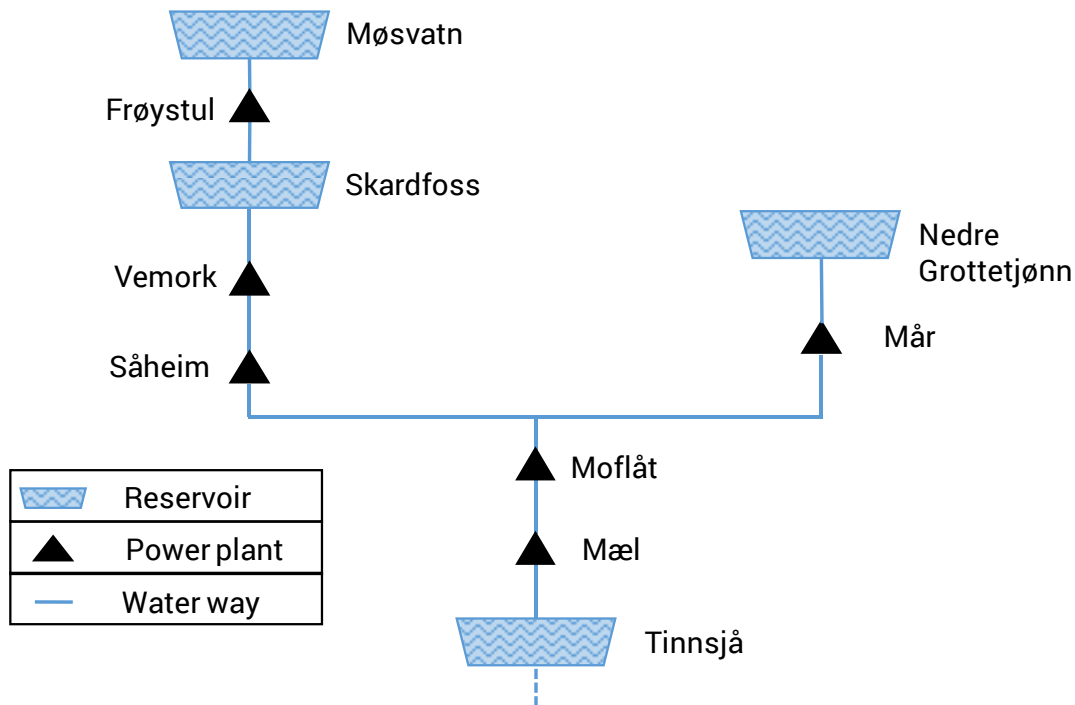 Møsvatn
Frøystul
Skardfoss
Nedre
Grottetjønn
Vemork
Mår
Såheim
Moflåt
Reservoir
Power plant
Mæl
Water way
Tinnsjå